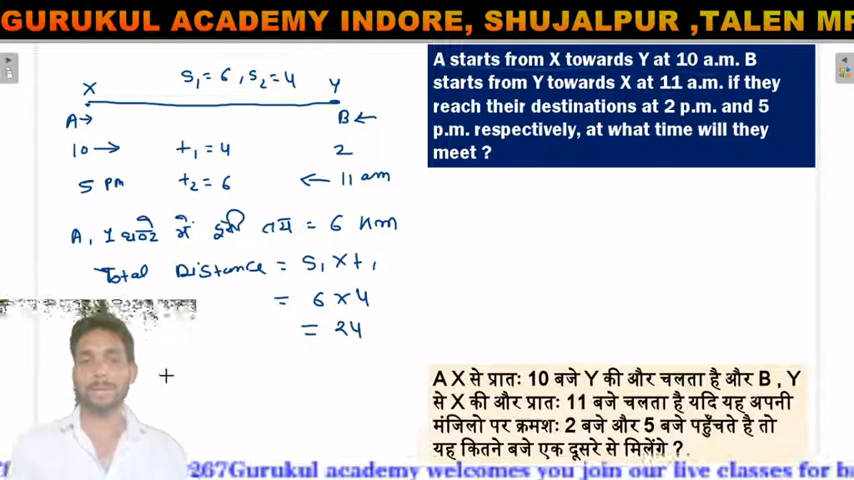 GURUKUL ACADEMY INDORE, SHUJALPUR ,TALEN MP
S₁=6 , S₂=4
X Y
A→ B←
10→ t₁=4 2
5 PM t₂=6 ← 11 am
A, 1 घण्टे में दूरी तय = 6 km
Total Distance = S₁×t₁
= 6×4
= 24
A starts from X towards Y at 10 a.m. B
starts from Y towards X at 11 a.m. if they
reach their destinations at 2 p.m. and 5
p.m. respectively, at what time will they
meet ?
A X से प्रातः 10 बजे Y की और चलता है और B , Y
से X की और प्रातः 11 बजे चलता है यदि यह अपनी
मंजिलो पर क्रमशः 2 बजे और 5 बजे पहुँचते है तो
यह कितने बजे एक दूसरे से मिलेंगे ?
267Gurukul academy welcomes you join our live classes for